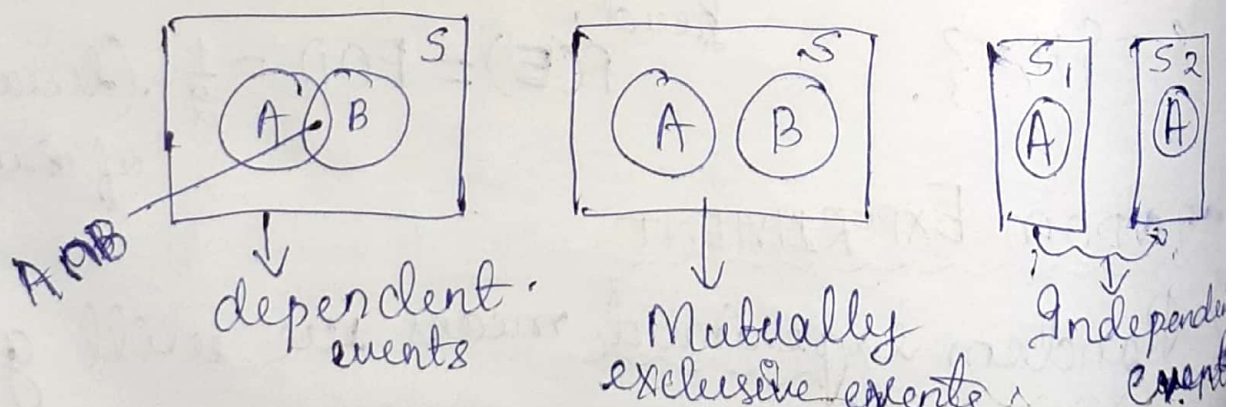 S
A B
A∩B
dependent.
events
S
A B
Mutually
exclusive events.
S1
A
S2
A
Independe
event